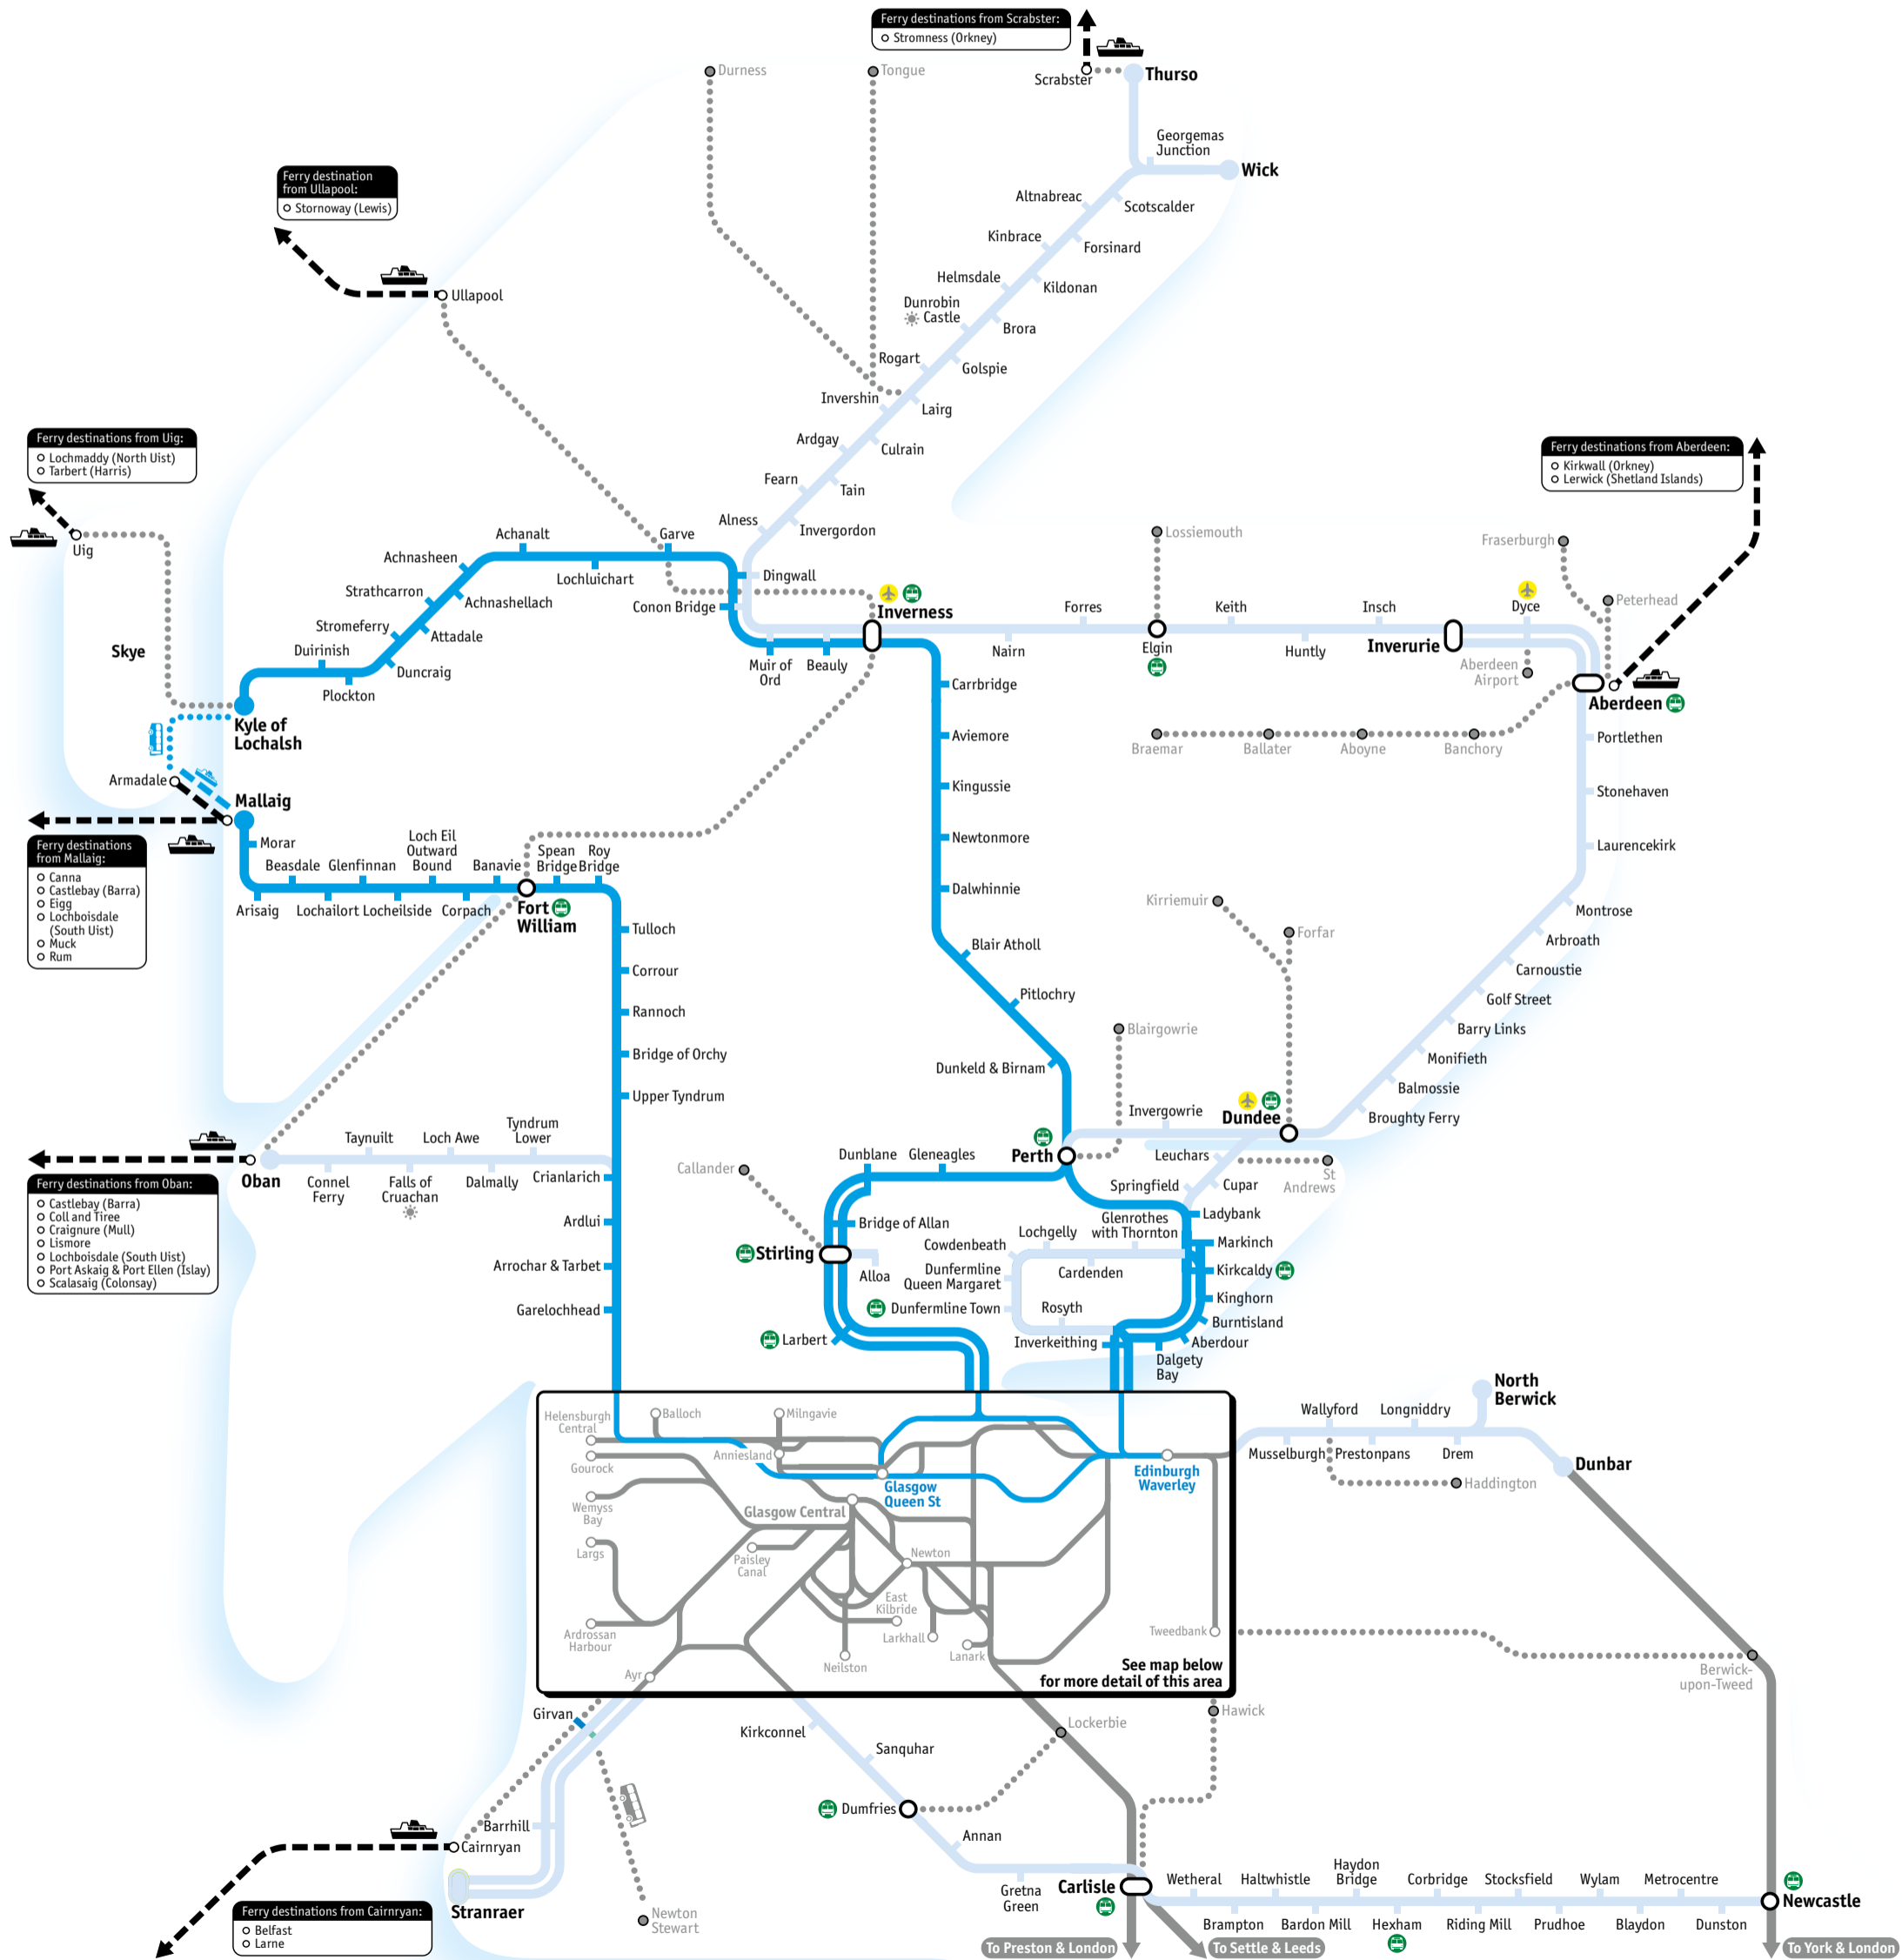 Ferry destinations from Scrabster:
Stromness (Orkney)
Durness
Tongue
Scrabster
Thurso
Georgemas
Junction
Wick
Ferry destination
from Ullapool:
Stornoway (Lewis)
Altnabreac
Scotscalder
Kinbrace
Forsinard
Helmsdale
Kildonan
Ullapool
Dunrobin
Castle
Brora
Rogart
Golspie
Invershin
Lairg
Ardgay
Culrain
Fearn
Tain
Alness
Invergordon
Ferry destinations from Uig:
Lochmaddy (North Uist)
Tarbert (Harris)
Uig
Ferry destinations from Aberdeen:
Kirkwall (Orkney)
Lerwick (Shetland Islands)
Achanalt
Garve
Achnasheen
Lochluichart
Dingwall
Strathcarron
Achnashellach
Conon Bridge
Stromeferry
Attadale
Skye
Duirinish
Duncraig
Plockton
Kyle of
Lochalsh
Inverness
Muir of
Ord
Beauly
Nairn
Forres
Lossiemouth
Elgin
Keith
Huntly
Insch
Inverurie
Fraserburgh
Dyce
Peterhead
Aberdeen
Airport
Aberdeen
Braemar
Ballater
Aboyne
Banchory
Portlethen
Stonehaven
Laurencekirk
Montrose
Arbroath
Carnoustie
Golf Street
Barry Links
Monifieth
Balmossie
Broughty Ferry
Carrbridge
Aviemore
Kingussie
Newtonmore
Dalwhinnie
Blair Atholl
Pitlochry
Dunkeld & Birnam
Armadale
Mallaig
Ferry destinations
from Mallaig:
Canna
Castlebay (Barra)
Eigg
Lochboisdale
(South Uist)
Muck
Rum
Morar
Beasdale
Glenfinnan
Loch Eil
Outward
Bound
Banavie
Spean
Bridge
Roy
Bridge
Arisaig
Lochailort
Locheilside
Corpach
Fort
William
Tulloch
Corrour
Rannoch
Bridge of Orchy
Upper Tyndrum
Kirriemuir
Forfar
Blairgowrie
Invergowrie
Dundee
Perth
Leuchars
St
Andrews
Springfield
Cupar
Ladybank
Oban
Ferry destinations from Oban:
Castlebay (Barra)
Coll and Tiree
Craignure (Mull)
Lismore
Lochboisdale (South Uist)
Port Askaig & Port Ellen (Islay)
Scalasaig (Colonsay)
Taynuilt
Loch Awe
Tyndrum
Lower
Connel
Ferry
Falls of
Cruachan
Dalmally
Crianlarich
Ardlui
Arrochar & Tarbet
Garelochhead
Callander
Dunblane
Gleneagles
Bridge of Allan
Stirling
Alloa
Larbert
Cowdenbeath
Lochgelly
Glenrothes
with Thornton
Cardenden
Dunfermline
Queen Margaret
Dunfermline Town
Rosyth
Inverkeithing
Markinch
Kirkcaldy
Kinghorn
Burntisland
Aberdour
Dalgety
Bay
Helensburgh
Central
Balloch
Milngavie
Anniesland
Gourock
Glasgow
Queen St
Edinburgh
Waverley
Wemyss
Bay
Glasgow Central
Largs
Paisley
Canal
Newton
East
Kilbride
Ardrossan
Harbour
Larkhall
Neilston
Lanark
Ayr
Tweedbank
See map below
for more detail of this area
North
Berwick
Wallyford
Longniddry
Musselburgh
Prestonpans
Drem
Dunbar
Haddington
Berwick-
upon-Tweed
Girvan
Kirkconnel
Sanquhar
Lockerbie
Hawick
Dumfries
Annan
Barrhill
Cairnryan
Stranraer
Ferry destinations from Cairnryan:
Belfast
Larne
Newton
Stewart
Gretna
Green
Carlisle
Wetheral
Haltwhistle
Haydon
Bridge
Corbridge
Stocksfield
Wylam
Metrocentre
Newcastle
Brampton
Bardon Mill
Hexham
Riding Mill
Prudhoe
Blaydon
Dunston
To Preston & London
To Settle & Leeds
To York & London